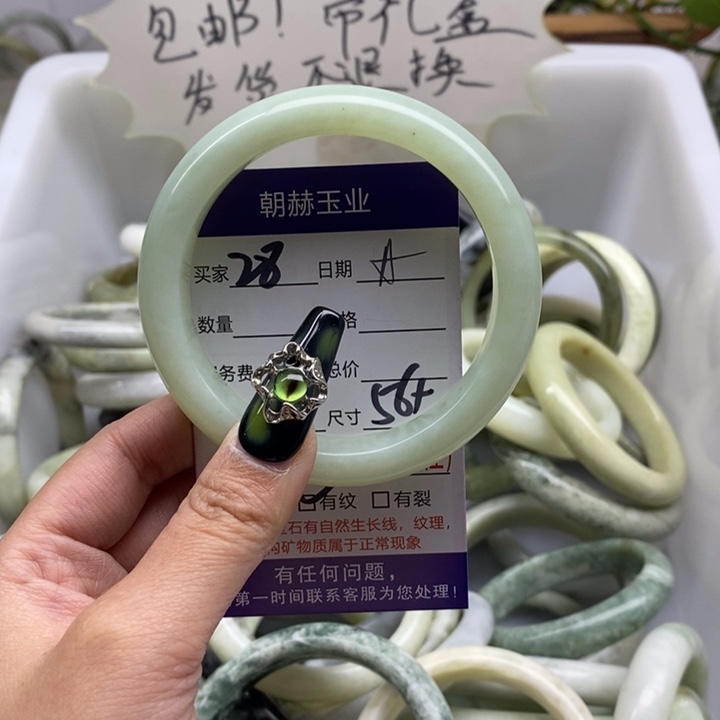 包邮！带礼盒
发货不退换
朝赫玉业
买家 28 日期 A
数量 格
务费 总价
尺寸 56+
□有纹 □有裂
石有自然生长线，纹理，
构矿物质属于正常现象
有任何问题，
第一时间联系客服为您处理！